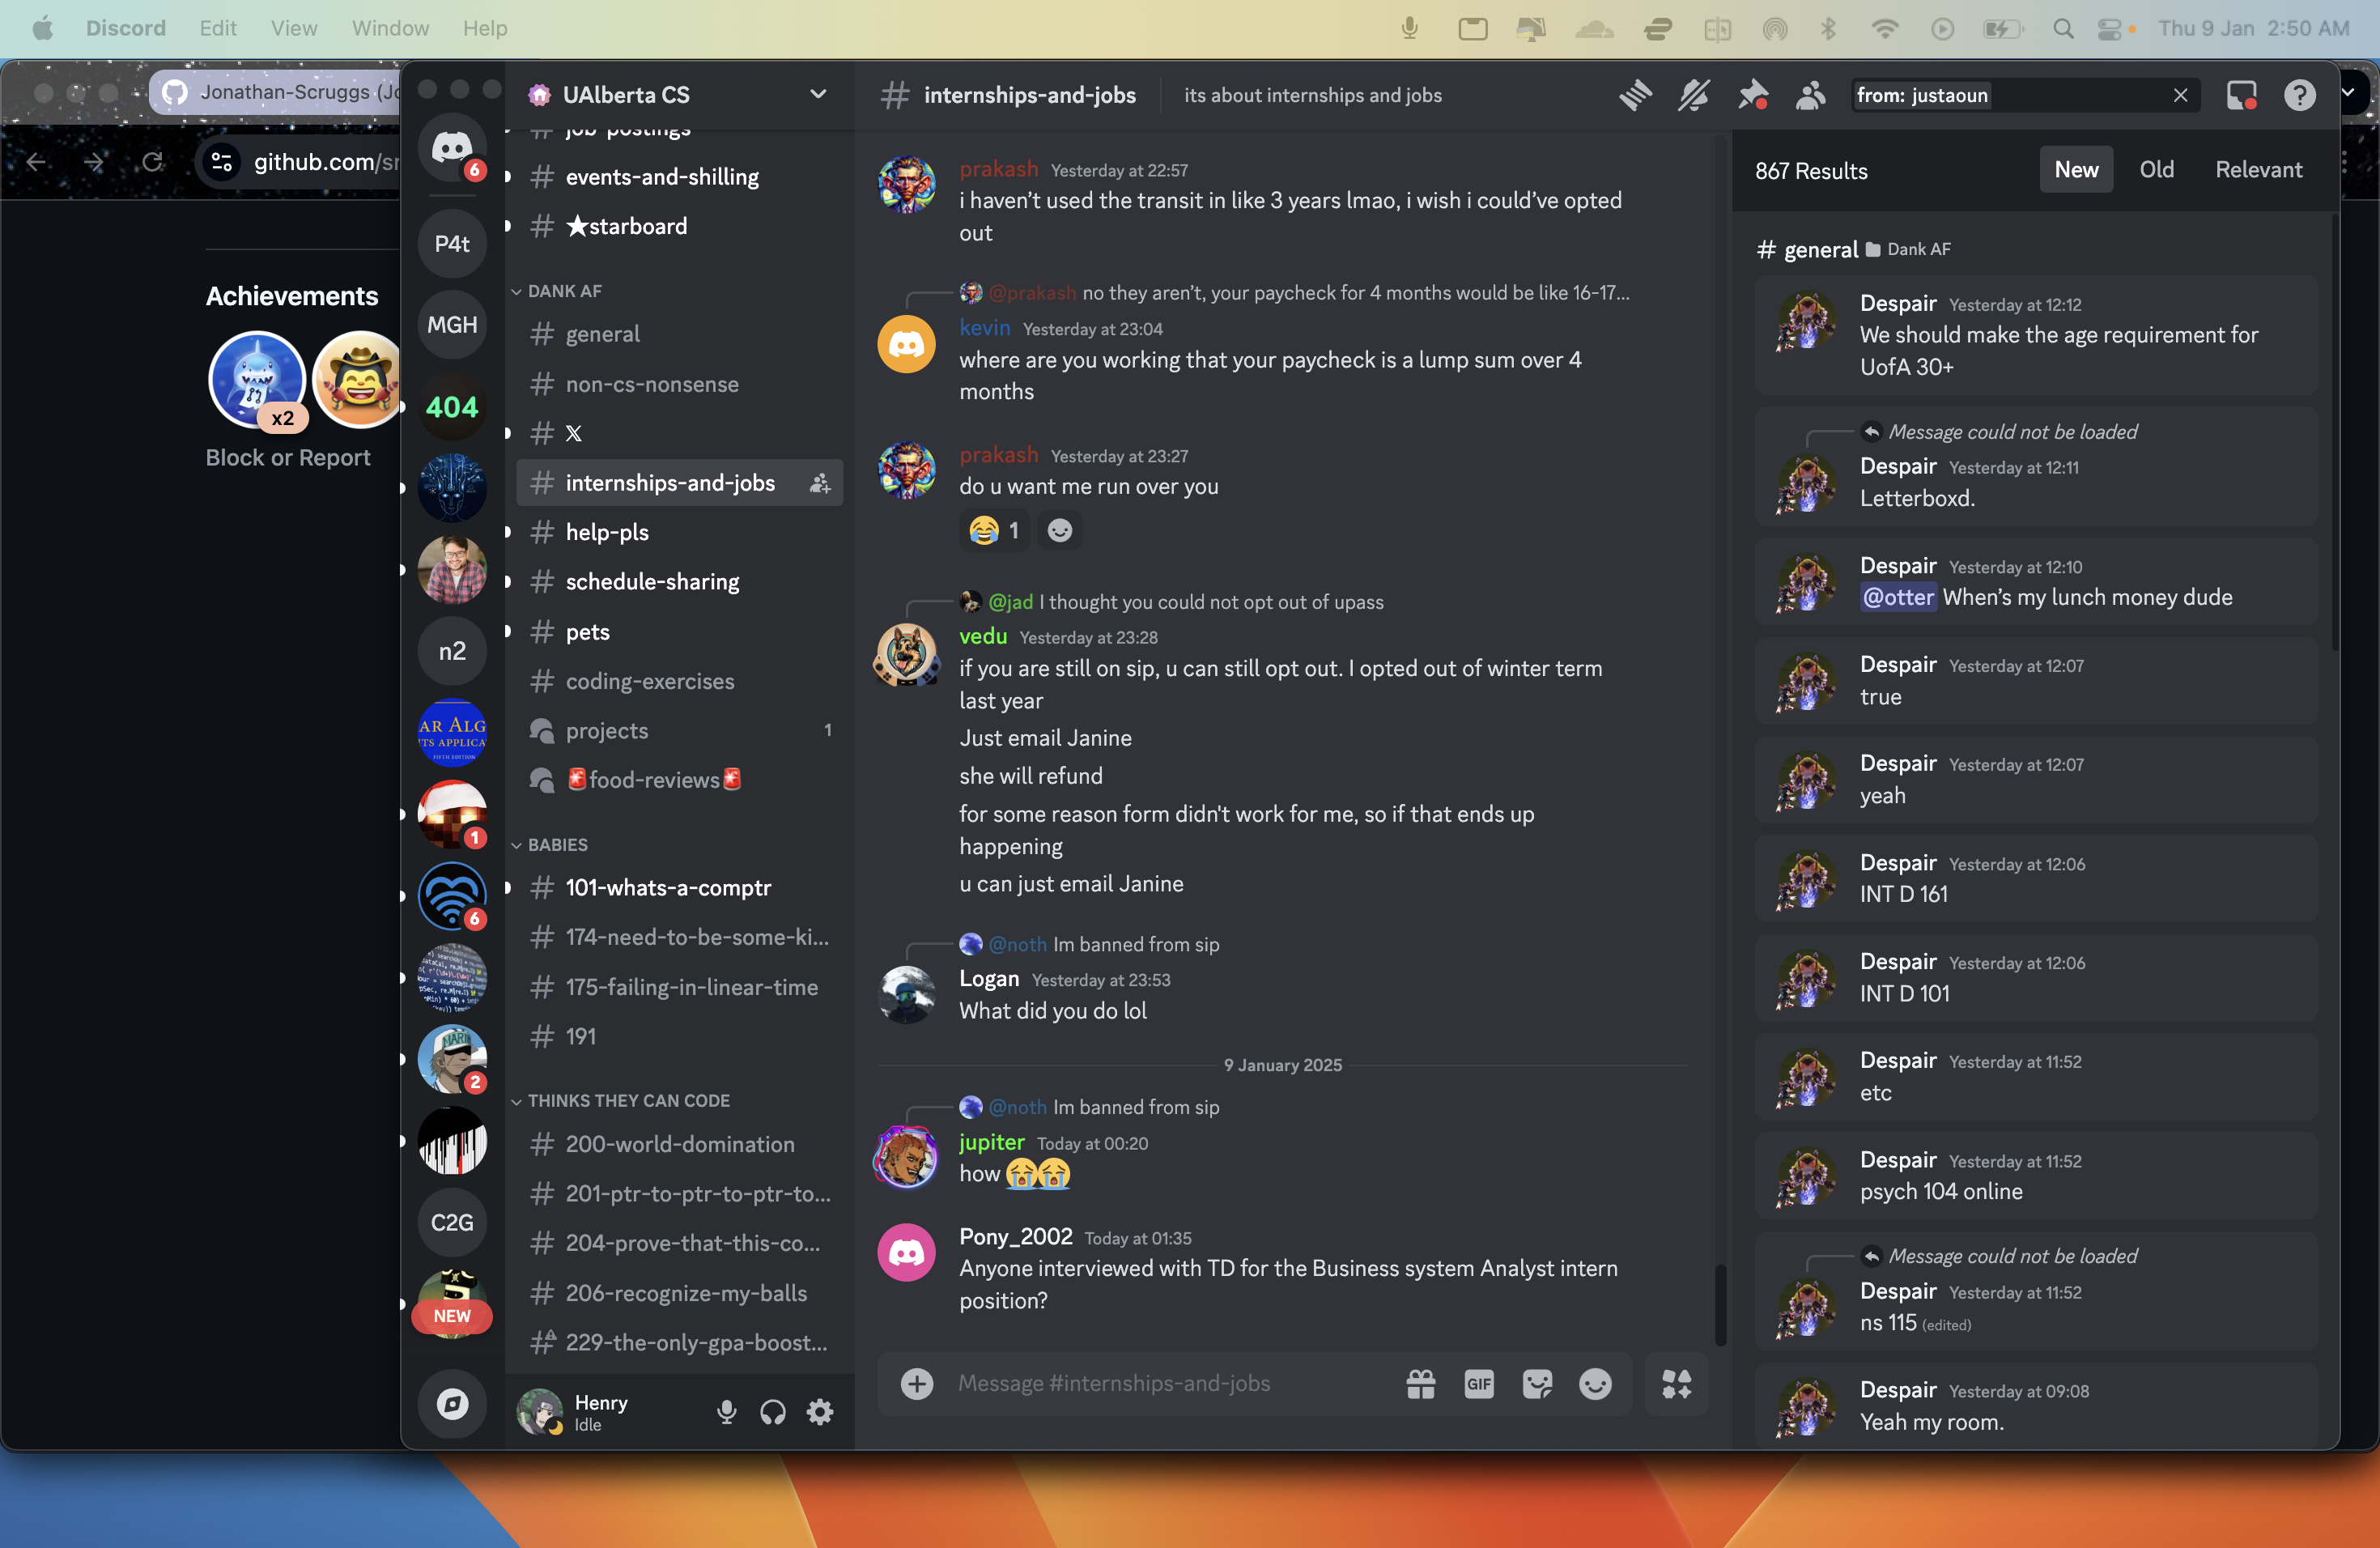 Discord Edit View Window Help
Thu 9 Jan 2:50 AM
Jonathan-Scruggs (Jo
github.com/sr
Achievements
x2
Block or Report
6
P4t
MGH
404
n2
AR ALG
ITS APPLICA
FIFTH EDITION
1
6
2
C2G
NEW
UAlberta CS
job-postings
events-and-shilling
★starboard
DANK AF
general
non-cs-nonsense
𝕏
internships-and-jobs
help-pls
schedule-sharing
pets
coding-exercises
projects 1
🚨food-reviews🚨
BABIES
101-whats-a-comptr
174-need-to-be-some-ki...
175-failing-in-linear-time
191
THINKS THEY CAN CODE
200-world-domination
201-ptr-to-ptr-to-ptr-to...
204-prove-that-this-co...
206-recognize-my-balls
229-the-only-gpa-boost...
Henry
Idle
internships-and-jobs its about internships and jobs
from: justaoun
prakash Yesterday at 22:57
i haven’t used the transit in like 3 years lmao, i wish i could’ve opted
out
@prakash no they aren’t, your paycheck for 4 months would be like 16-17...
kevin Yesterday at 23:04
where are you working that your paycheck is a lump sum over 4
months
prakash Yesterday at 23:27
do u want me run over you
😂 1
@jad I thought you could not opt out of upass
vedu Yesterday at 23:28
if you are still on sip, u can still opt out. I opted out of winter term
last year
Just email Janine
she will refund
for some reason form didn't work for me, so if that ends up
happening
u can just email Janine
@noth Im banned from sip
Logan Yesterday at 23:53
What did you do lol
9 January 2025
@noth Im banned from sip
jupiter Today at 00:20
how 😭😭
Pony_2002 Today at 01:35
Anyone interviewed with TD for the Business system Analyst intern
position?
Message #internships-and-jobs
GIF
867 Results New Old Relevant
# general Dank AF
Despair Yesterday at 12:12
We should make the age requirement for
UofA 30+
Message could not be loaded
Despair Yesterday at 12:11
Letterboxd.
Despair Yesterday at 12:10
@otter When’s my lunch money dude
Despair Yesterday at 12:07
true
Despair Yesterday at 12:07
yeah
Despair Yesterday at 12:06
INT D 161
Despair Yesterday at 12:06
INT D 101
Despair Yesterday at 11:52
etc
Despair Yesterday at 11:52
psych 104 online
Message could not be loaded
Despair Yesterday at 11:52
ns 115 (edited)
Despair Yesterday at 09:08
Yeah my room.